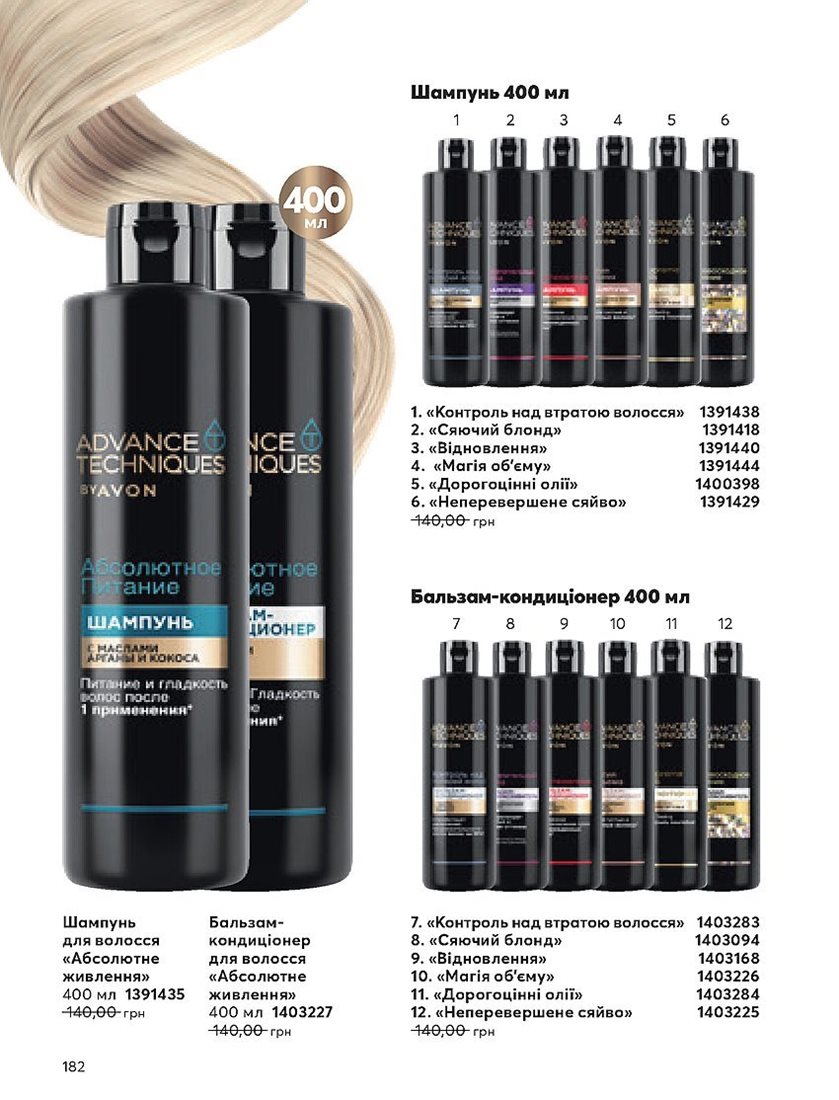 400
мл
ADVANCE
TECHNIQUES
BY AVON
Абсолютное
Питание
ШАМПУНЬ
С МАСЛАМИ
АРГАНЫ И КОКОСА
Питание и гладкость
волос после
1 применения*
Шампунь
для волосся
«Абсолютне
живлення»
400 мл 1391435
140,00 грн
Бальзам-
кондиціонер
для волосся
«Абсолютне
живлення»
400 мл 1403227
140,00 грн
Шампунь 400 мл
1 2 3 4 5 6
1. «Контроль над втратою волосся» 1391438
2. «Сяючий блонд» 1391418
3. «Відновлення» 1391440
4. «Магія об’єму» 1391444
5. «Дорогоцінні олії» 1400398
6. «Неперевершене сяйво» 1391429
140,00 грн
Бальзам-кондиціонер 400 мл
7 8 9 10 11 12
7. «Контроль над втратою волосся» 1403283
8. «Сяючий блонд» 1403094
9. «Відновлення» 1403168
10. «Магія об’єму» 1403226
11. «Дорогоцінні олії» 1403284
12. «Неперевершене сяйво» 1403225
140,00 грн
182